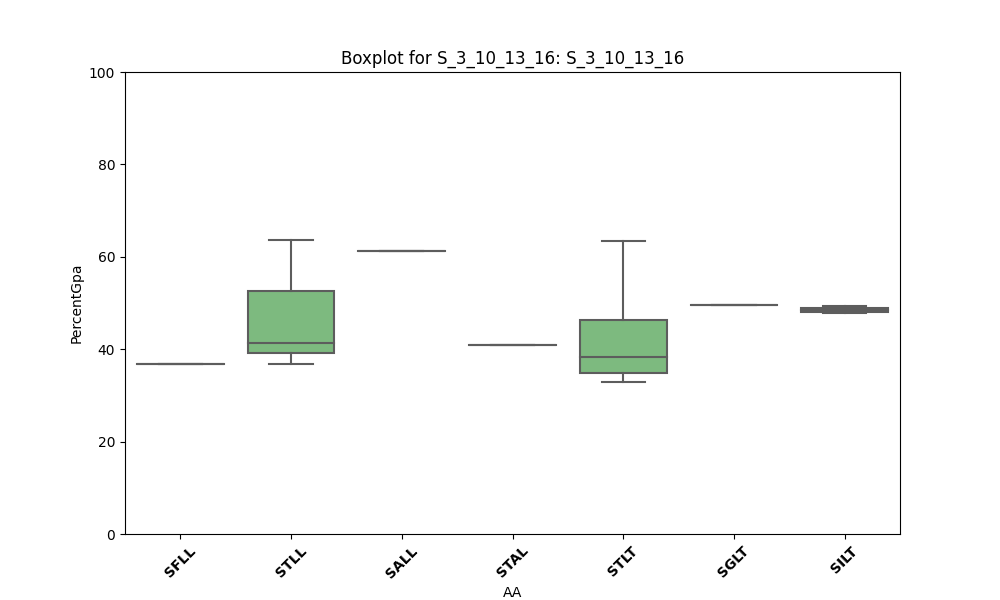 Boxplot for S_3_10_13_16: S_3_10_13_16
PercentGpa
100
80
60
40
20
0
SFLL
STLL
SALL
STAL
STLT
SGLT
SILT
AA